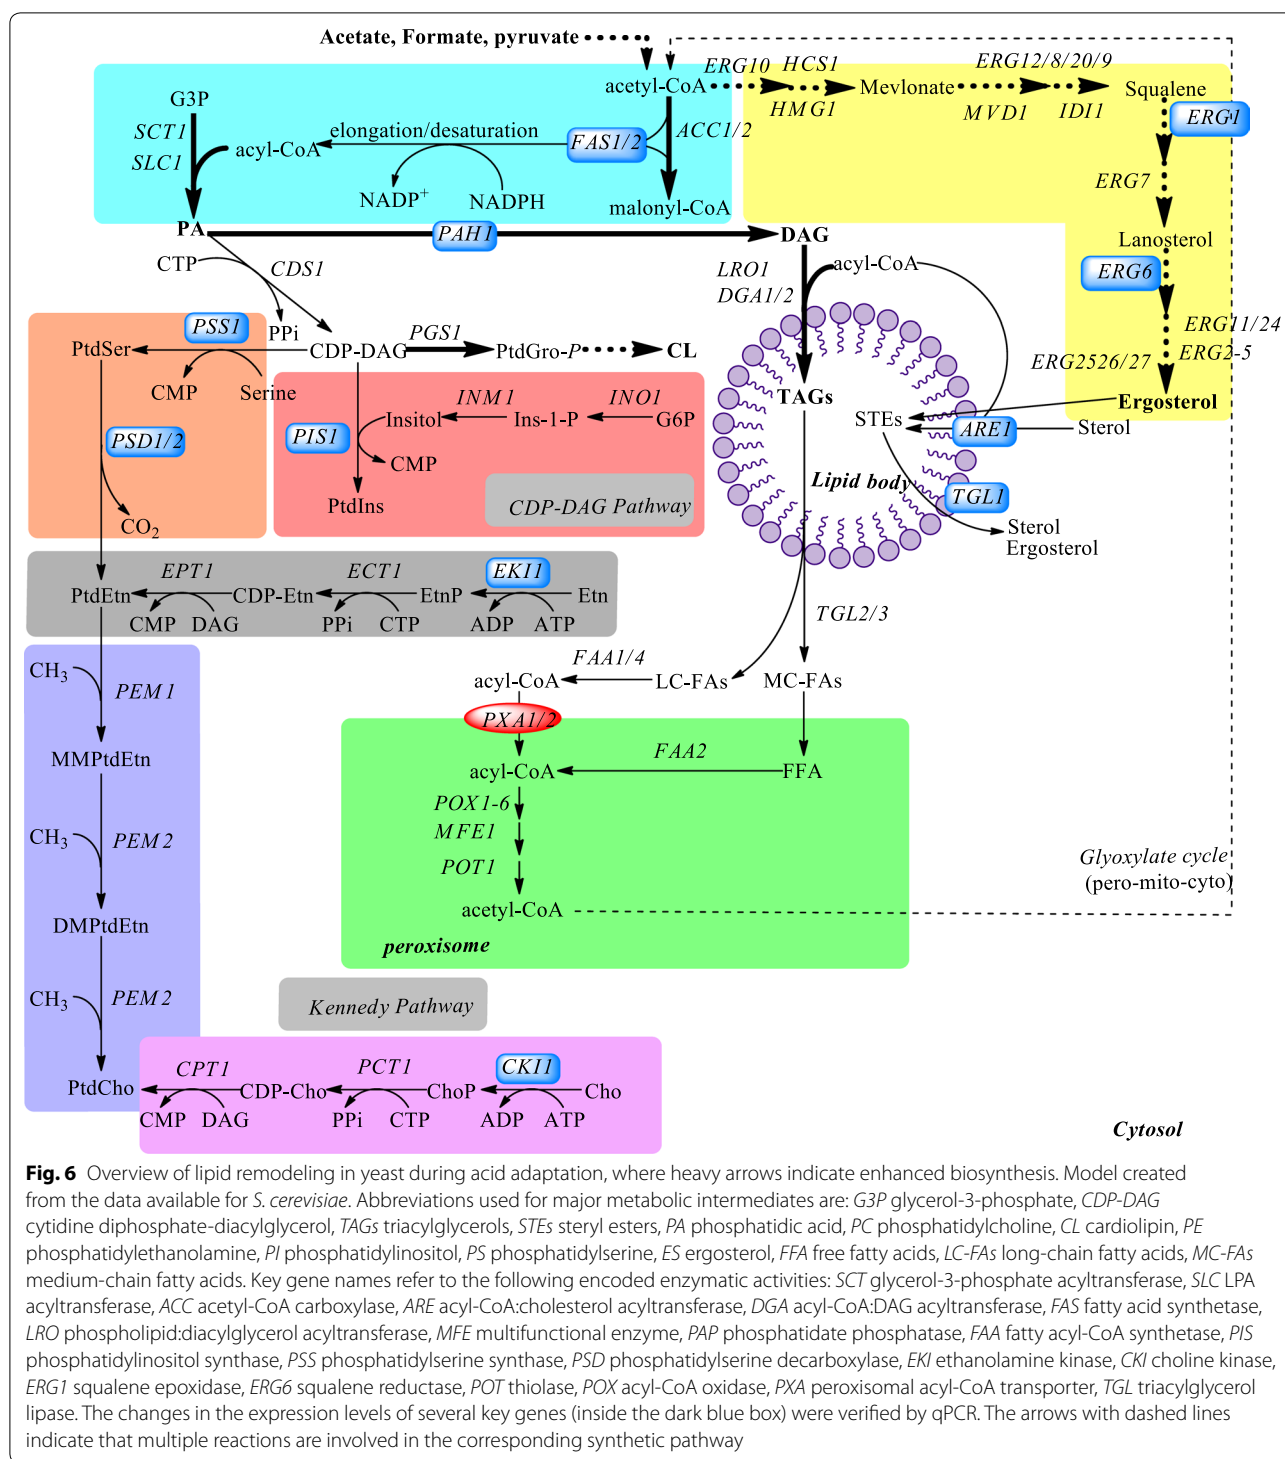 Acetate, Formate, pyruvate
ERG10
HCS1
ERG12/8/20/9
acetyl-CoA
Mevlonate
Squalene
HMG1
MVD1
IDI1
ERG1
G3P
SCT1
SLC1
acyl-CoA
elongation/desaturation
FAS1/2
ACC1/2
NADP+
NADPH
malonyl-CoA
ERG7
PA
PAH1
DAG
Lanosterol
CTP
CDS1
LRO1
DGA1/2
acyl-CoA
ERG6
PSS1
PPi
PGS1
ERG11/24
ERG2-5
PtdSer
CDP-DAG
PtdGro-P
CL
ERG2526/27
CMP
Serine
INM1
INO1
TAGs
Ergosterol
PSD1/2
PIS1
Insitol
Ins-1-P
G6P
STEs
ARE1
Sterol
CMP
Lipid body
TGL1
PtdIns
CDP-DAG Pathway
CO2
Sterol
Ergosterol
EPT1
ECT1
EKI1
PtdEtn
CDP-Etn
EtnP
Etn
CMP
DAG
PPi
CTP
ADP
ATP
TGL2/3
FAA1/4
CH3
PEM1
acyl-CoA
LC-FAs
MC-FAs
PXA1/2
MMPtdEtn
FAA2
acyl-CoA
FFA
POX1-6
CH3
PEM2
MFE1
POT1
Glyoxylate cycle
(pero-mito-cyto)
acetyl-CoA
DMPtdEtn
peroxisome
CH3
PEM2
Kennedy Pathway
CPT1
PCT1
CKI1
PtdCho
CDP-Cho
ChoP
Cho
CMP
DAG
PPi
CTP
ADP
ATP
Cytosol
Fig. 6 Overview of lipid remodeling in yeast during acid adaptation, where heavy arrows indicate enhanced biosynthesis. Model created
from the data available for S. cerevisiae. Abbreviations used for major metabolic intermediates are: G3P glycerol-3-phosphate, CDP-DAG
cytidine diphosphate-diacylglycerol, TAGs triacylglycerols, STEs steryl esters, PA phosphatidic acid, PC phosphatidylcholine, CL cardiolipin, PE
phosphatidylethanolamine, PI phosphatidylinositol, PS phosphatidylserine, ES ergosterol, FFA free fatty acids, LC-FAs long-chain fatty acids, MC-FAs
medium-chain fatty acids. Key gene names refer to the following encoded enzymatic activities: SCT glycerol-3-phosphate acyltransferase, SLC LPA
acyltransferase, ACC acetyl-CoA carboxylase, ARE acyl-CoA:cholesterol acyltransferase, DGA acyl-CoA:DAG acyltransferase, FAS fatty acid synthetase,
LRO phospholipid:diacylglycerol acyltransferase, MFE multifunctional enzyme, PAP phosphatidate phosphatase, FAA fatty acyl-CoA synthetase, PIS
phosphatidylinositol synthase, PSS phosphatidylserine synthase, PSD phosphatidylserine decarboxylase, EKI ethanolamine kinase, CKI choline kinase,
ERG1 squalene epoxidase, ERG6 squalene reductase, POT thiolase, POX acyl-CoA oxidase, PXA peroxisomal acyl-CoA transporter, TGL triacylglycerol
lipase. The changes in the expression levels of several key genes (inside the dark blue box) were verified by qPCR. The arrows with dashed lines
indicate that multiple reactions are involved in the corresponding synthetic pathway